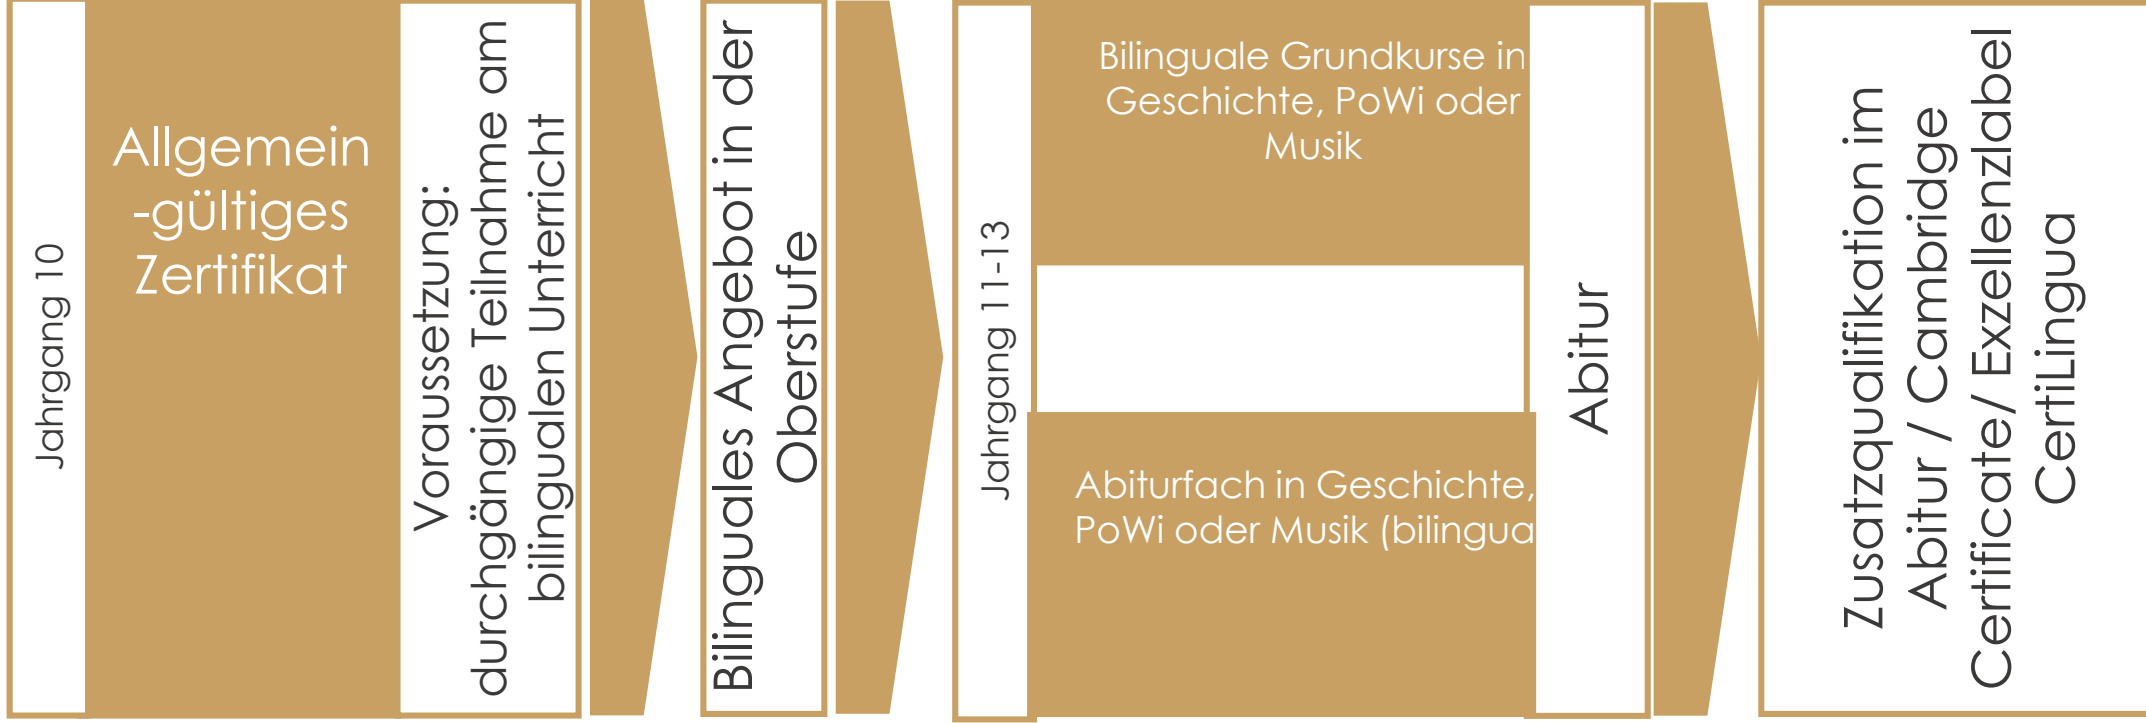 Jahrgang 10
Allgemein
-gültiges
Zertifikat
Voraussetzung:
durchgängige Teilnahme am
bilingualen Unterricht
Bilinguales Angebot in der
Oberstufe
Jahrgang 11-13
Bilinguale Grundkurse in
Geschichte, PoWi oder
Musik
Abiturfach in Geschichte,
PoWi oder Musik (bilingua
Abitur
Zusatzqualifikation im
Abitur / Cambridge
Certificate/ Exzellenzlabel
CertiLingua